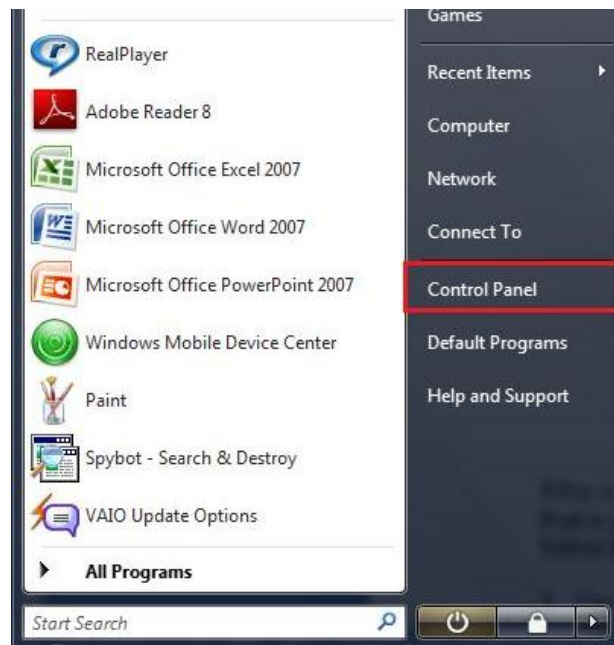 RealPlayer
Adobe Reader 8
Microsoft Office Excel 2007
Microsoft Office Word 2007
Microsoft Office PowerPoint 2007
Windows Mobile Device Center
Paint
Spybot - Search & Destroy
VAIO Update Options
All Programs
Start Search
Games
Recent Items
Computer
Network
Connect To
Control Panel
Default Programs
Help and Support